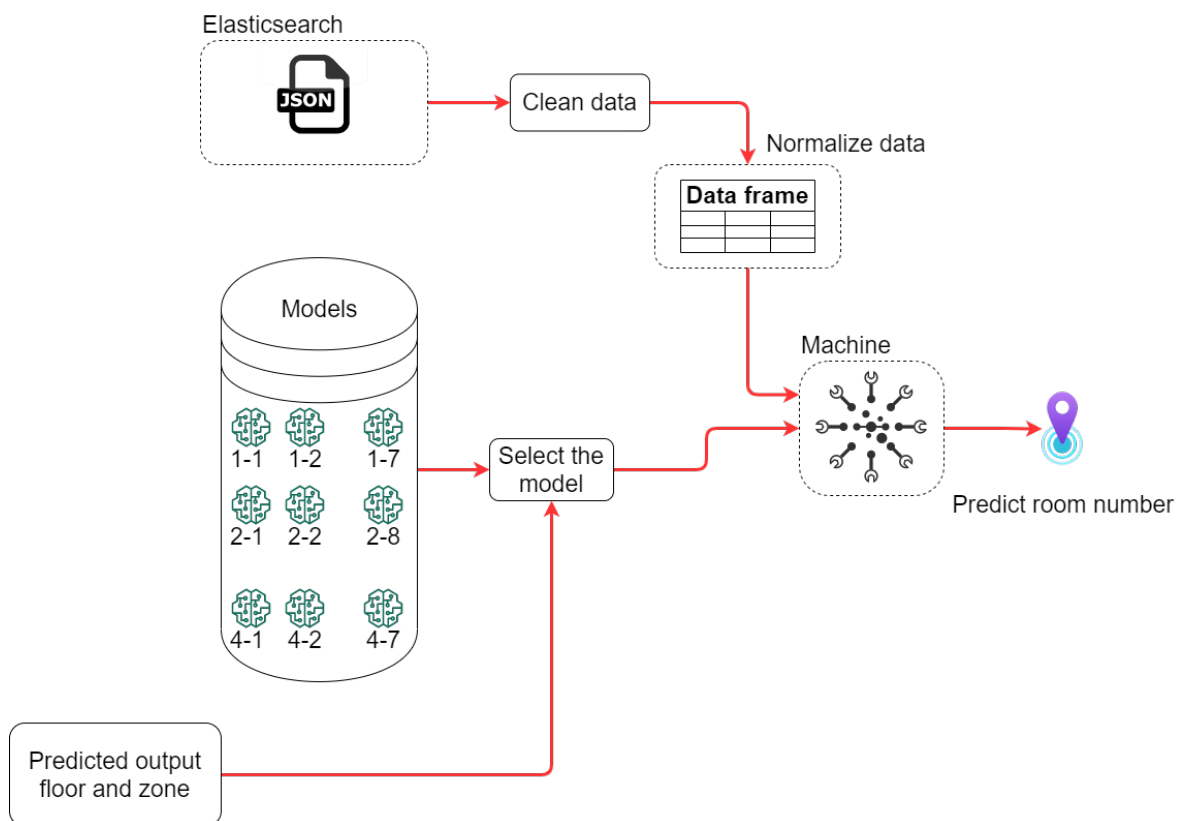 Elasticsearch
JSON
Clean data
Normalize data
Data frame
Models
Machine
1-1 1-2 1-7
Select the
model
2-1 2-2 2-8
Predict room number
4-1 4-2 4-7
Predicted output
floor and zone